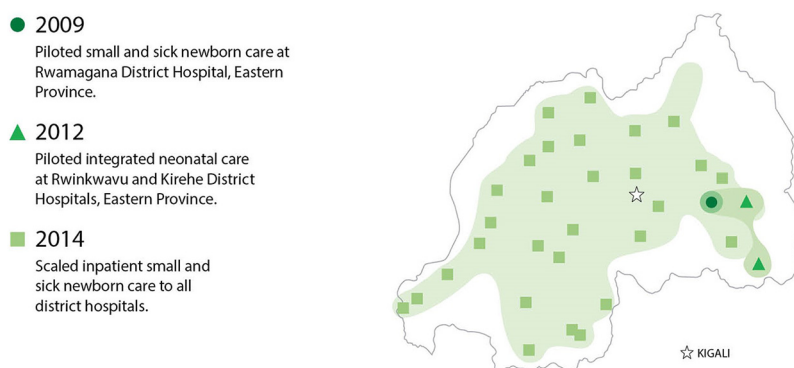 2009
Piloted small and sick newborn care at
Rwamagana District Hospital, Eastern
Province.
2012
Piloted integrated neonatal care
at Rwinkwavu and Kirehe District
Hospitals, Eastern Province.
2014
Scaled inpatient small and
sick newborn care to all
district hospitals.
KIGALI